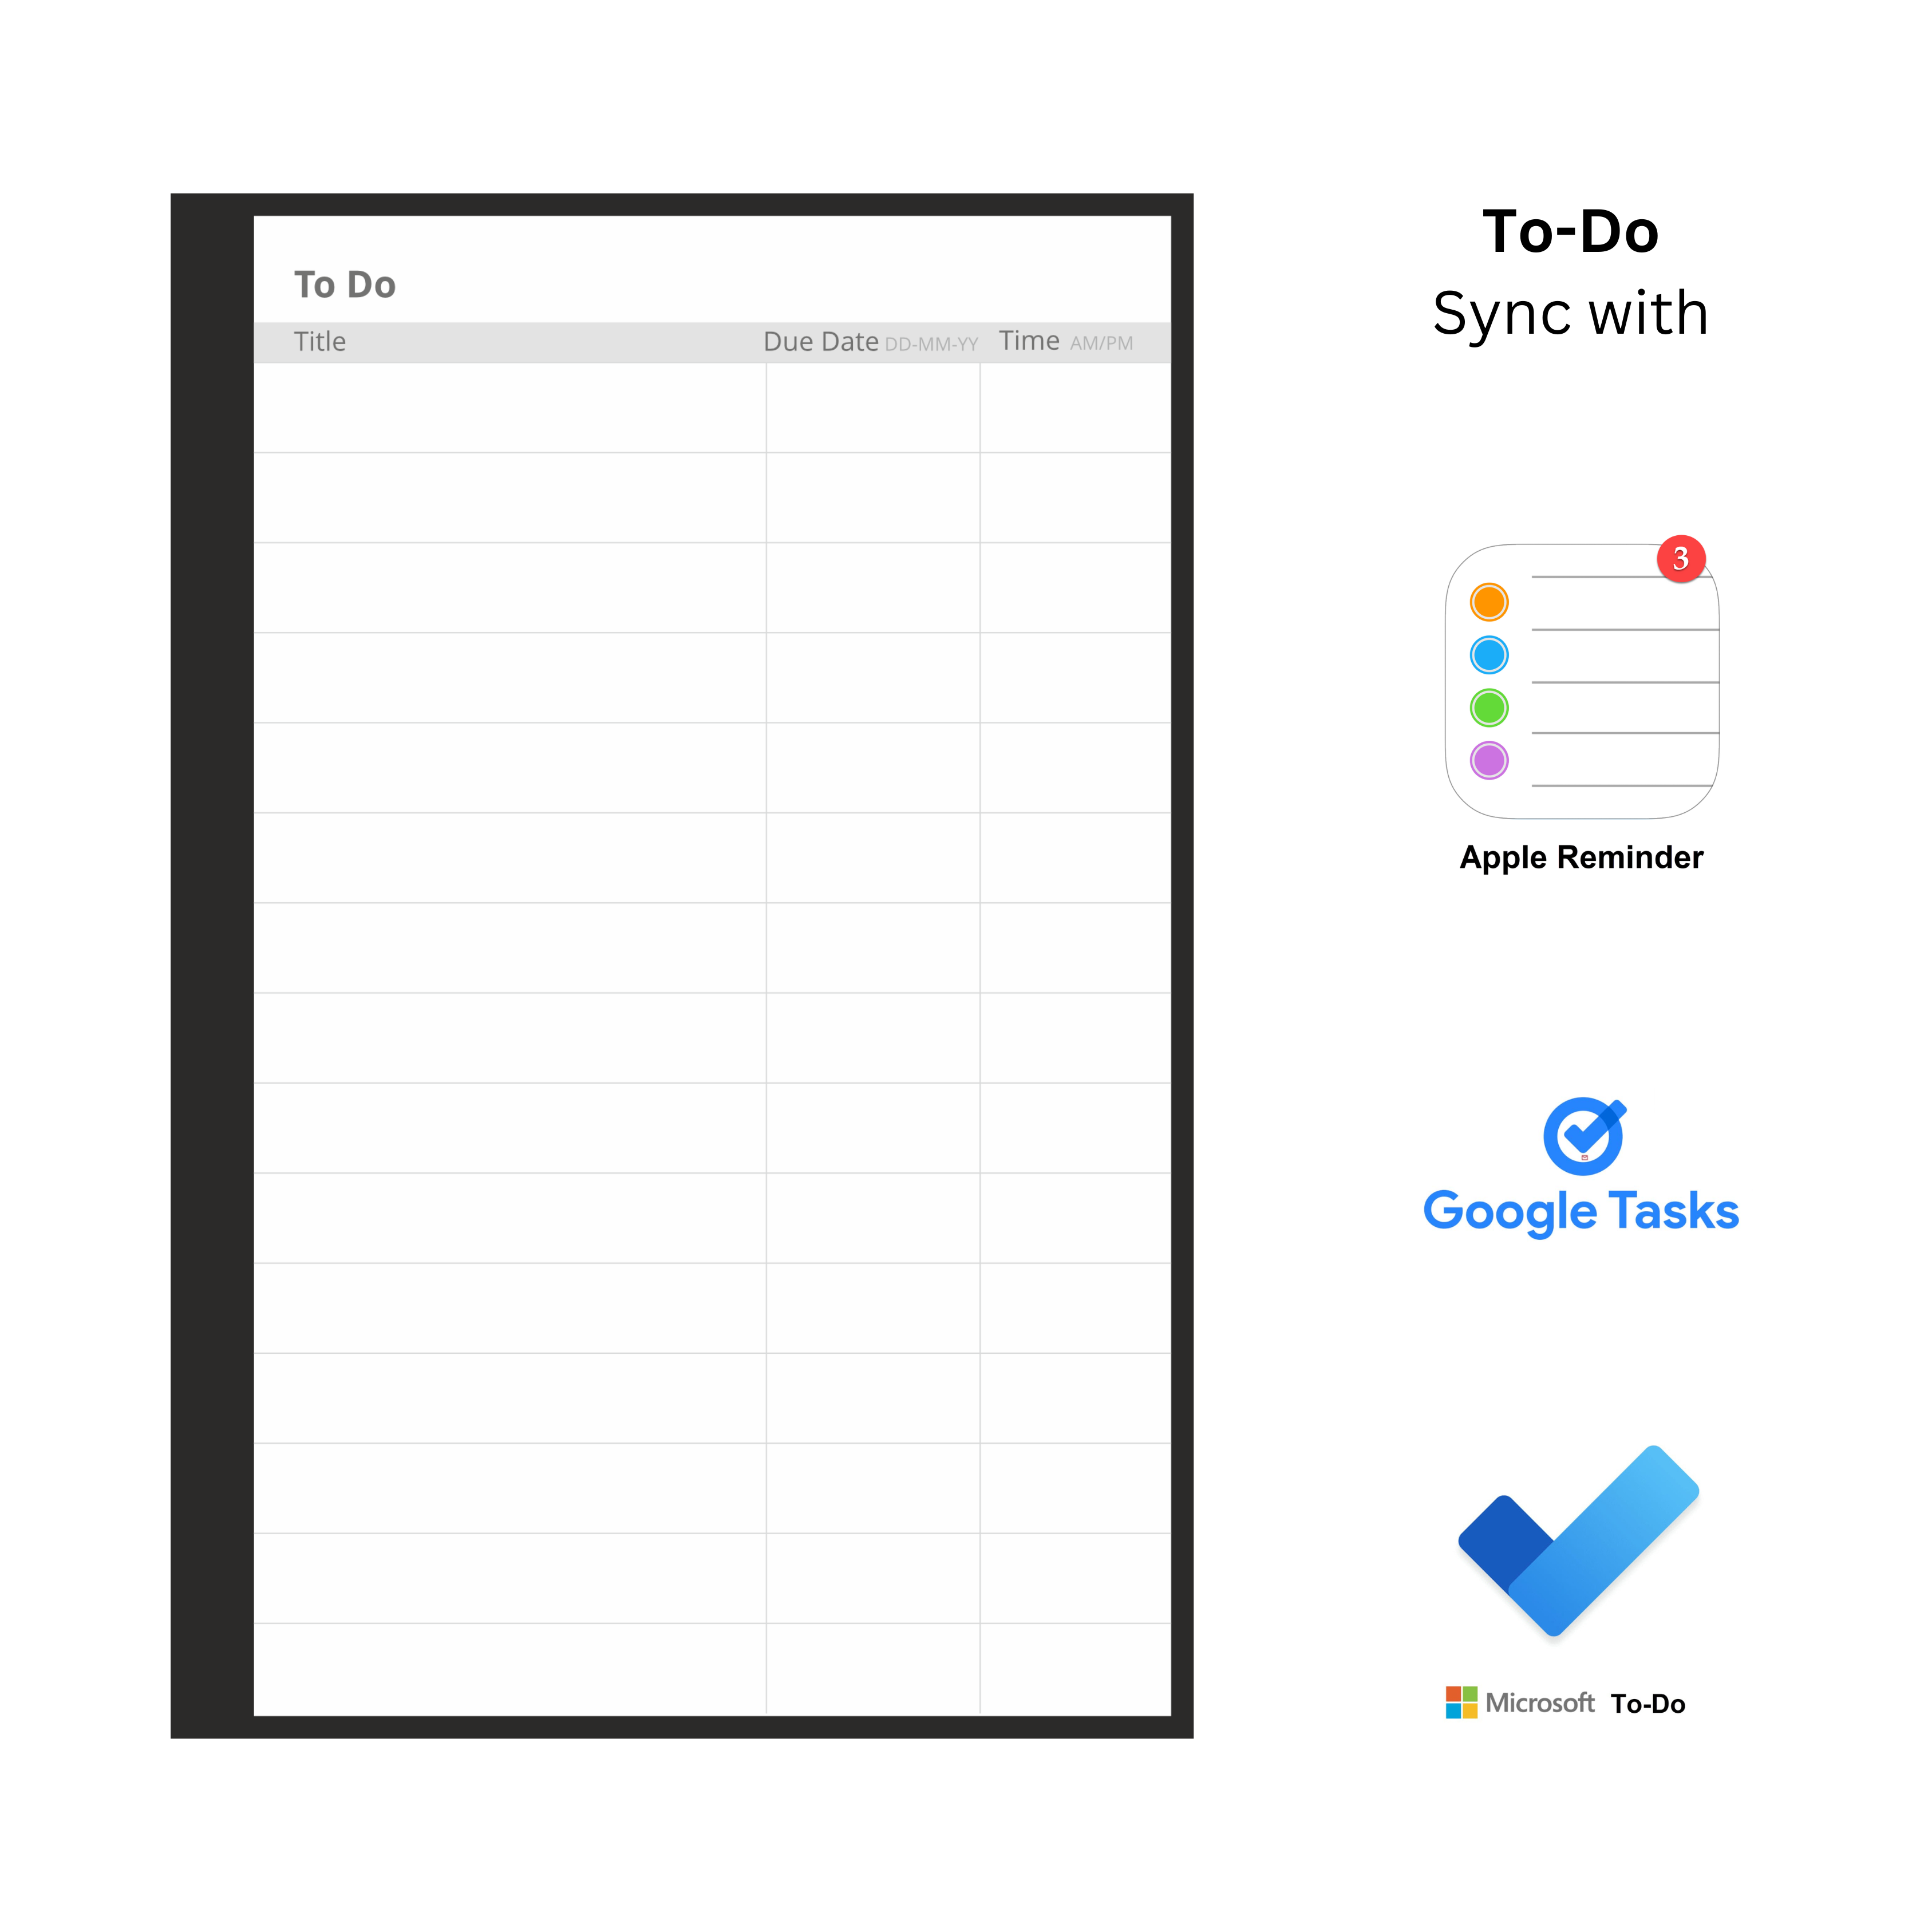 To Do
Title Due Date DD-MM-YY Time AM/PM
To-Do
Sync with
3
Apple Reminder
Google Tasks
Microsoft To-Do